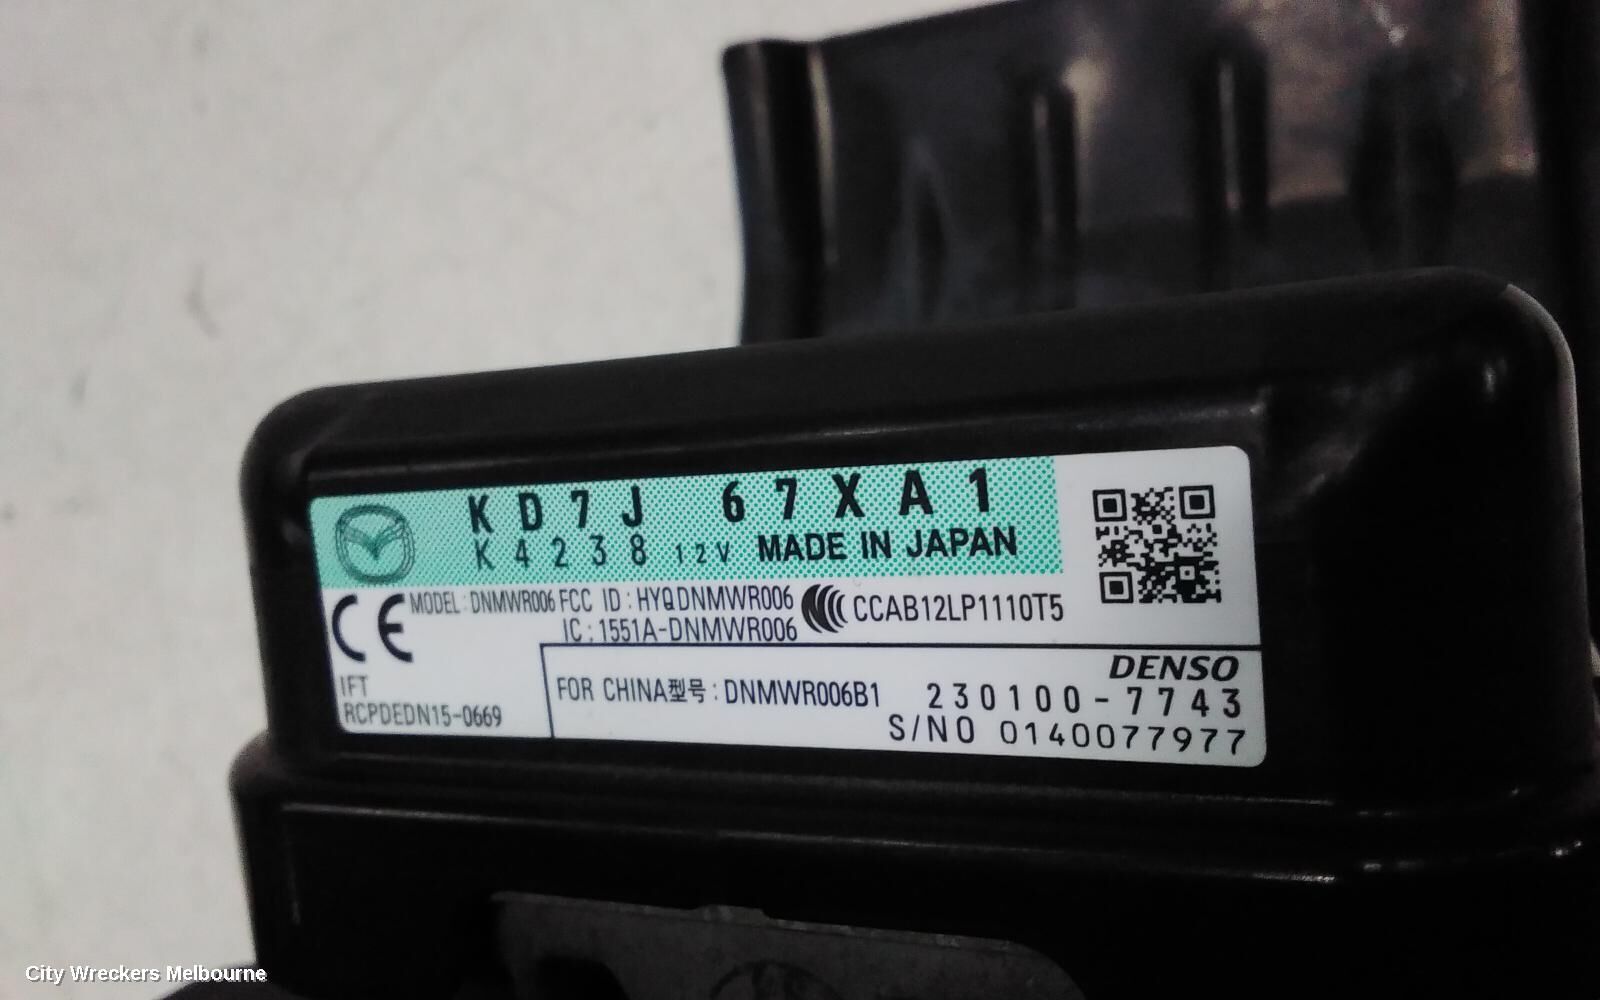 KD7J 67XA1
K4238 12V MADE IN JAPAN
CE MODEL:DNMWR006 FCC ID:HYQDNMWR006 CCAB12LP1110T5
IC:1551A-DNMWR006
IFT
RCPDEDN15-0669
DENSO
FOR CHINA型号:DNMWR006B1 230100-7743
S/NO 0140077977
City Wreckers Melbourne